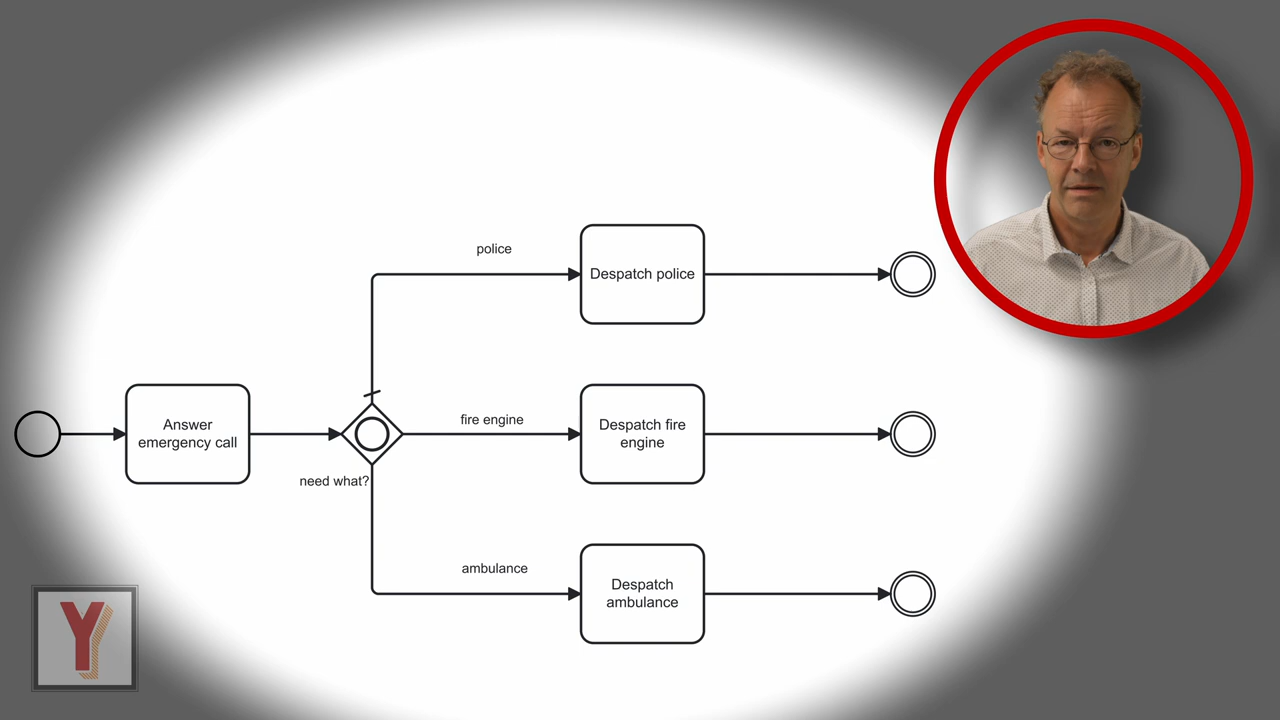 police
Despatch police
Answer
emergency call
fire engine
Despatch fire
engine
need what?
ambulance
Despatch
ambulance
Y